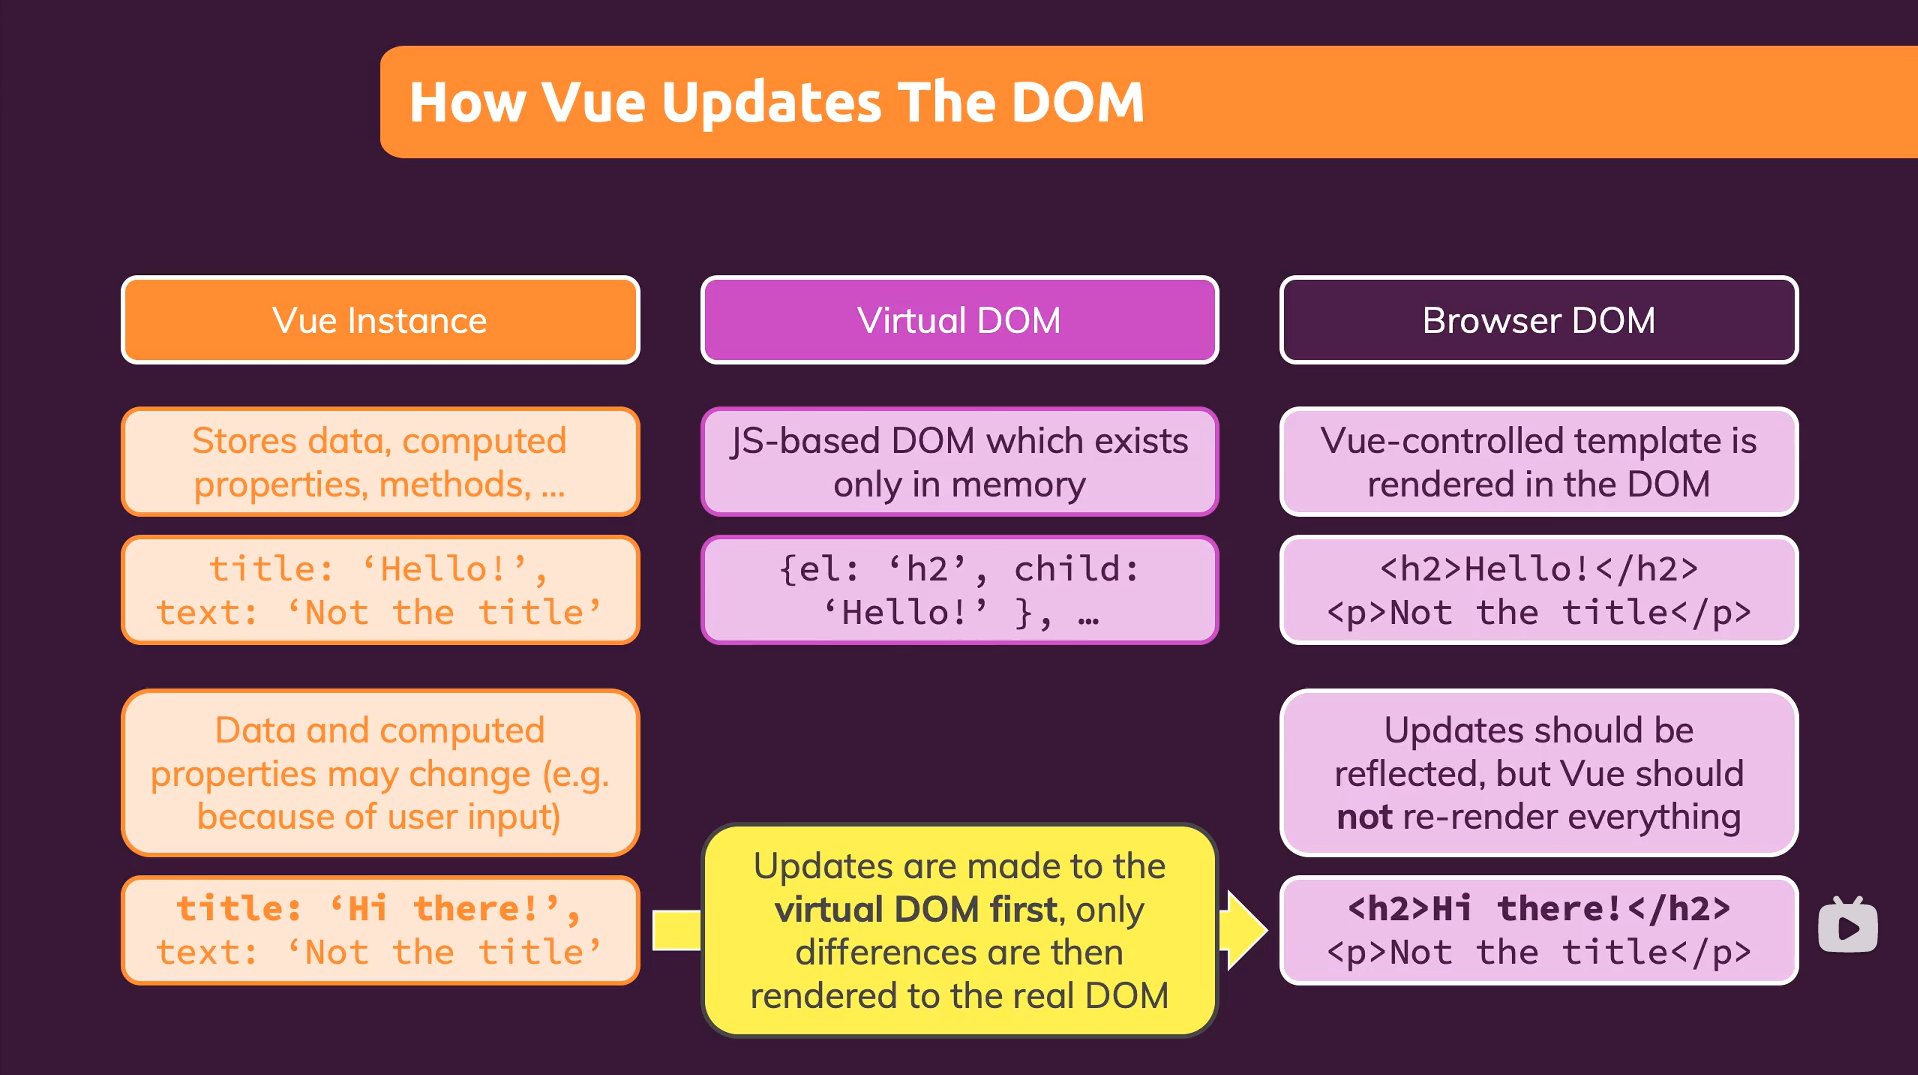 How Vue Updates The DOM
Vue Instance
Virtual DOM
Browser DOM
Stores data, computed
properties, methods, …
JS-based DOM which exists
only in memory
Vue-controlled template is
rendered in the DOM
title: ‘Hello!’,
text: ‘Not the title’
{el: ‘h2’, child:
‘Hello!’ }, …
<h2>Hello!</h2>
<p>Not the title</p>
Data and computed
properties may change (e.g.
because of user input)
Updates should be
reflected, but Vue should
not re-render everything
title: ‘Hi there!’,
text: ‘Not the title’
Updates are made to the
virtual DOM first, only
differences are then
rendered to the real DOM
<h2>Hi there!</h2>
<p>Not the title</p>